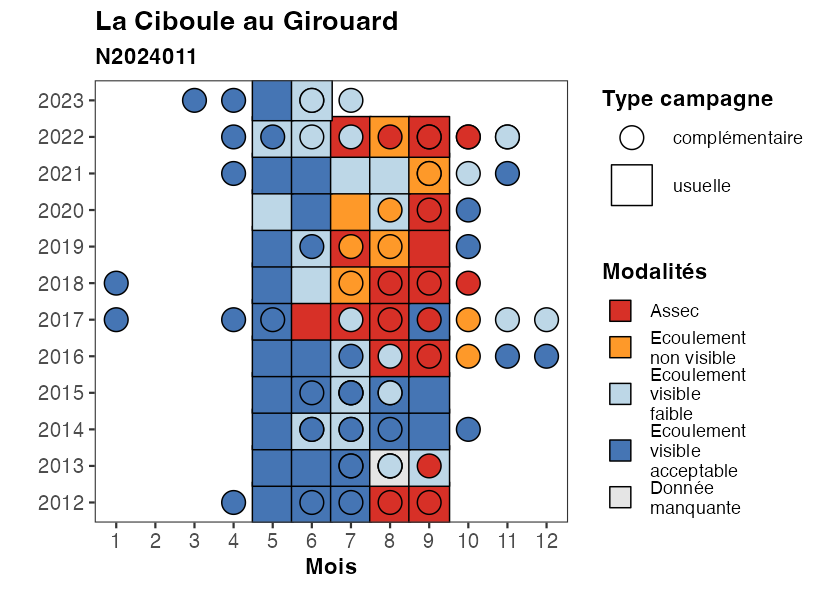 La Ciboule au Girouard
N2024011
2023
2022
2021
2020
2019
2018
2017
2016
2015
2014
2013
2012
1 2 3 4 5 6 7 8 9 10 11 12
Mois
Type campagne
complémentaire
usuelle
Modalités
Assec
Ecoulement
non visible
Ecoulement
visible
faible
Ecoulement
visible
acceptable
Donnée
manquante